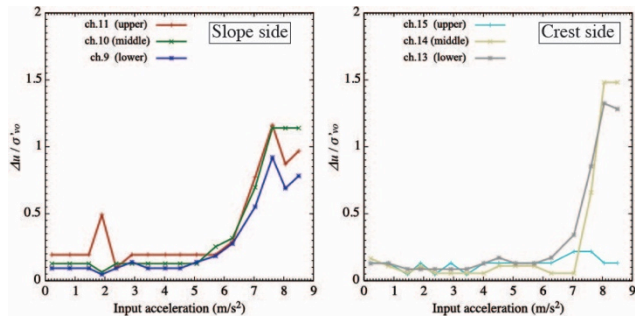 2
1.5
1
0.5
0
Δu / σ'vo
ch.11 (upper)
ch.10 (middle)
ch.9 (lower)
Slope side
0 1 2 3 4 5 6 7 8 9
Input acceleration (m/s2)
2
1.5
1
0.5
0
Δu / σ'vo
ch.15 (upper)
ch.14 (middle)
ch.13 (lower)
Crest side
0 1 2 3 4 5 6 7 8 9
Input acceleration (m/s²)